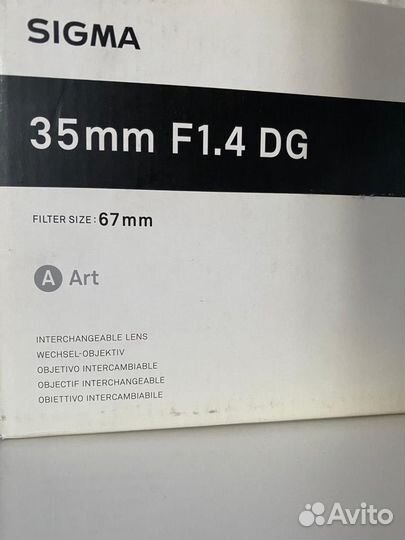 SIGMA
35mm F1.4 DG
FILTER SIZE: 67mm
A Art
INTERCHANGEABLE LENS
WECHSEL-OBJEKTIV
OBJETIVO INTERCAMBIABLE
OBJECTIF INTERCHANGEABLE
OBIETTIVO INTERCAMBIABILE
Avito